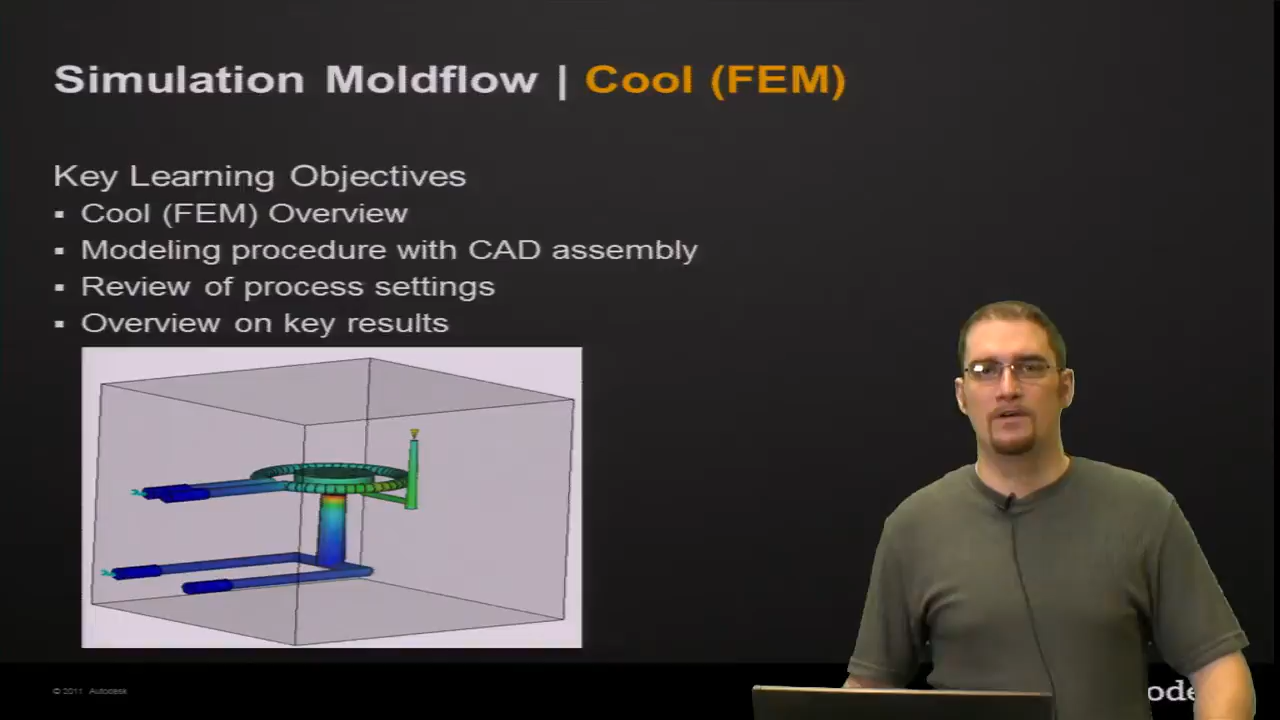 Simulation Moldflow | Cool (FEM)
Key Learning Objectives
▪ Cool (FEM) Overview
▪ Modeling procedure with CAD assembly
▪ Review of process settings
▪ Overview on key results
© 2011 Autodesk
ode